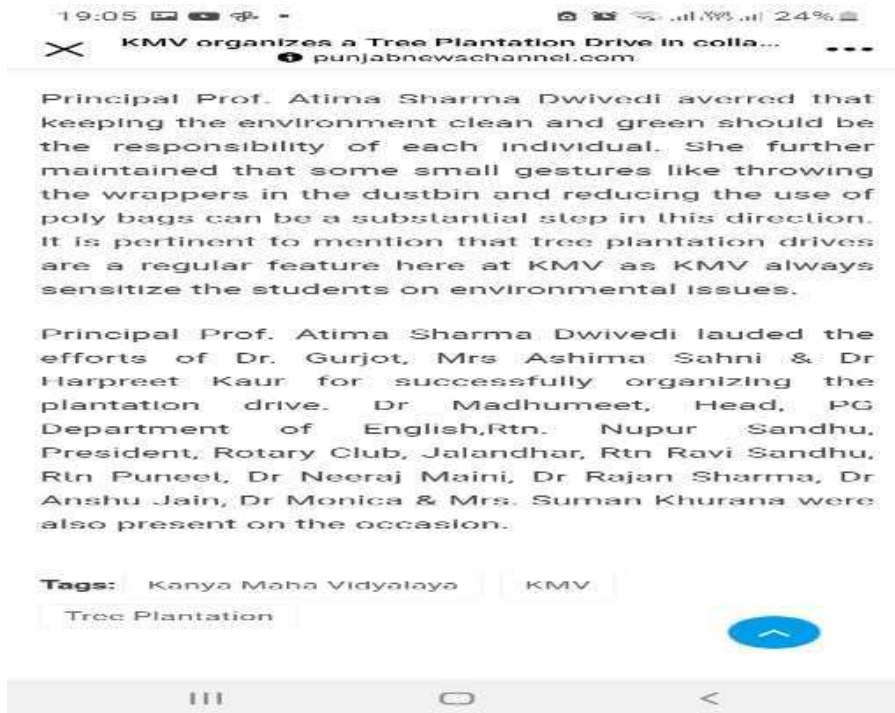 19:05
24%
KMV organizes a Tree Plantation Drive in colla...
punjabnewschannel.com
Principal Prof. Atima Sharma Dwivedi averred that
keeping the environment clean and green should be
the responsibility of each individual. She further
maintained that some small gestures like throwing
the wrappers in the dustbin and reducing the use of
poly bags can be a substantial step in this direction.
It is pertinent to mention that tree plantation drives
are a regular feature here at KMV as KMV always
sensitize the students on environmental issues.
Principal Prof. Atima Sharma Dwivedi lauded the
efforts of Dr. Gurjot, Mrs Ashima Sahni & Dr
Harpreet Kaur for successfully organizing the
plantation drive. Dr Madhumeet, Head, PG
Department of English,Rtn. Nupur Sandhu,
President, Rotary Club, Jalandhar, Rtn Ravi Sandhu,
Rtn Puneet, Dr Neeraj Maini, Dr Rajan Sharma, Dr
Anshu Jain, Dr Monica & Mrs. Suman Khurana were
also present on the occasion.
Tags: Kanya Maha Vidyalaya KMV
Tree Plantation